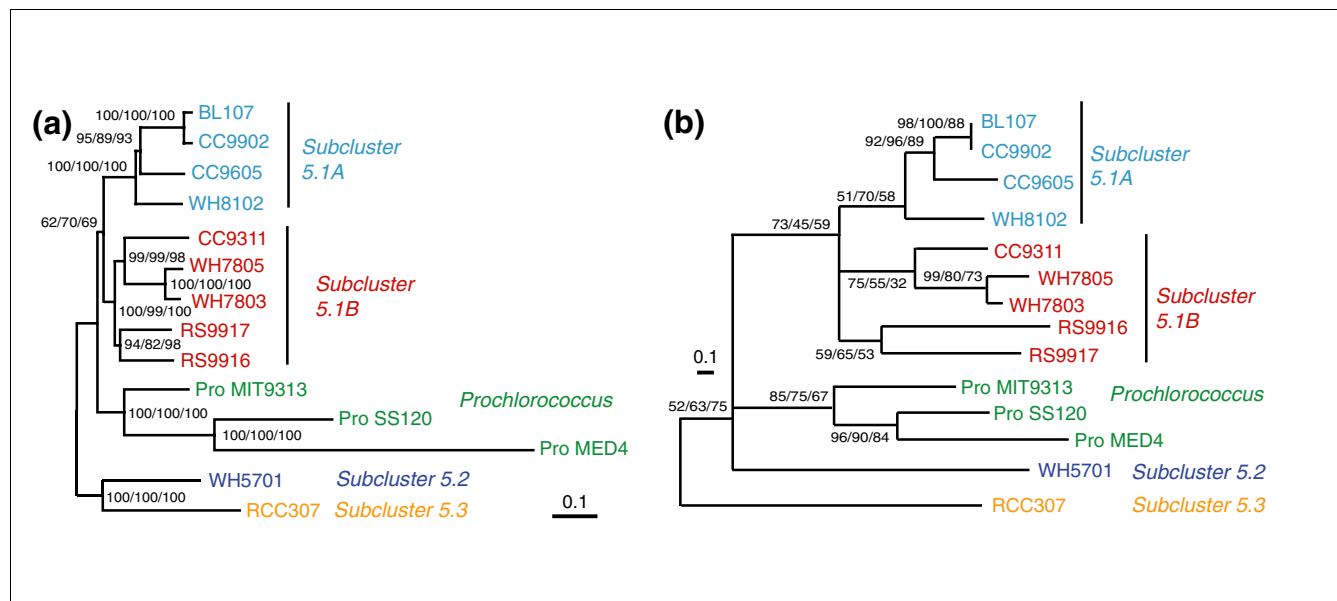 (a)
100/100/100
BL107
95/89/93
CC9902
Subcluster
5.1A
100/100/100
CC9605
WH8102
62/70/69
CC9311
99/99/98
WH7805
100/100/100
Subcluster
5.1B
WH7803
100/99/100
RS9917
94/82/98
RS9916
Pro MIT9313
100/100/100
Pro SS120
Prochlorococcus
100/100/100
Pro MED4
WH5701
Subcluster 5.2
100/100/100
RCC307
Subcluster 5.3
0.1
(b)
98/100/88
BL107
92/96/89
CC9902
Subcluster
5.1A
CC9605
51/70/58
WH8102
73/45/59
CC9311
99/80/73
WH7805
75/55/32
Subcluster
5.1B
WH7803
RS9916
59/65/53
RS9917
0.1
Pro MIT9313
Prochlorococcus
85/75/67
Pro SS120
52/63/75
96/90/84
Pro MED4
WH5701
Subcluster 5.2
RCC307
Subcluster 5.3